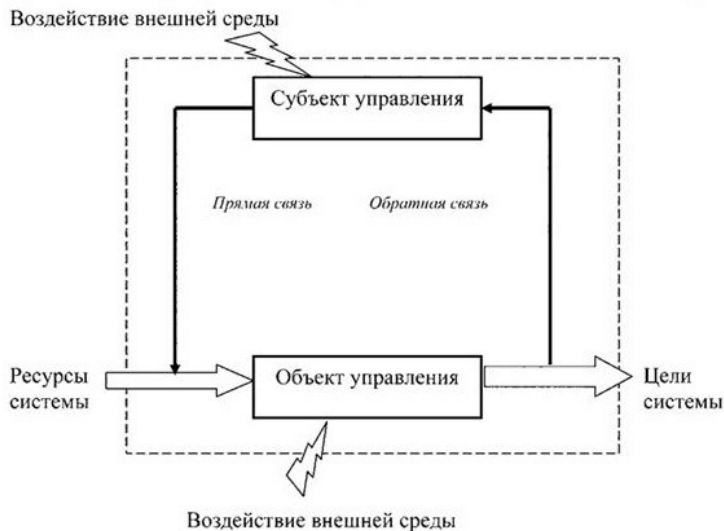 Воздействие внешней среды
Субъект управления
Прямая связь
Обратная связь
Ресурсы
системы
Объект управления
Цели
системы
Воздействие внешней среды